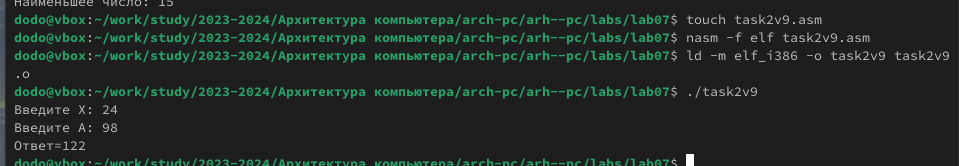 Наименьшее число: 15
dodo@vbox:~/work/study/2023-2024/Архитектура компьютера/arch-pc/arh--pc/labs/lab07$ touch task2v9.asm
dodo@vbox:~/work/study/2023-2024/Архитектура компьютера/arch-pc/arh--pc/labs/lab07$ nasm -f elf task2v9.asm
dodo@vbox:~/work/study/2023-2024/Архитектура компьютера/arch-pc/arh--pc/labs/lab07$ ld -m elf_i386 -o task2v9 task2v9
.o
dodo@vbox:~/work/study/2023-2024/Архитектура компьютера/arch-pc/arh--pc/labs/lab07$ ./task2v9
Введите X: 24
Введите A: 98
Ответ=122
dodo@vbox:~/work/study/2023-2024/Архитектура компьютера/arch-pc/arh--pc/labs/lab07$